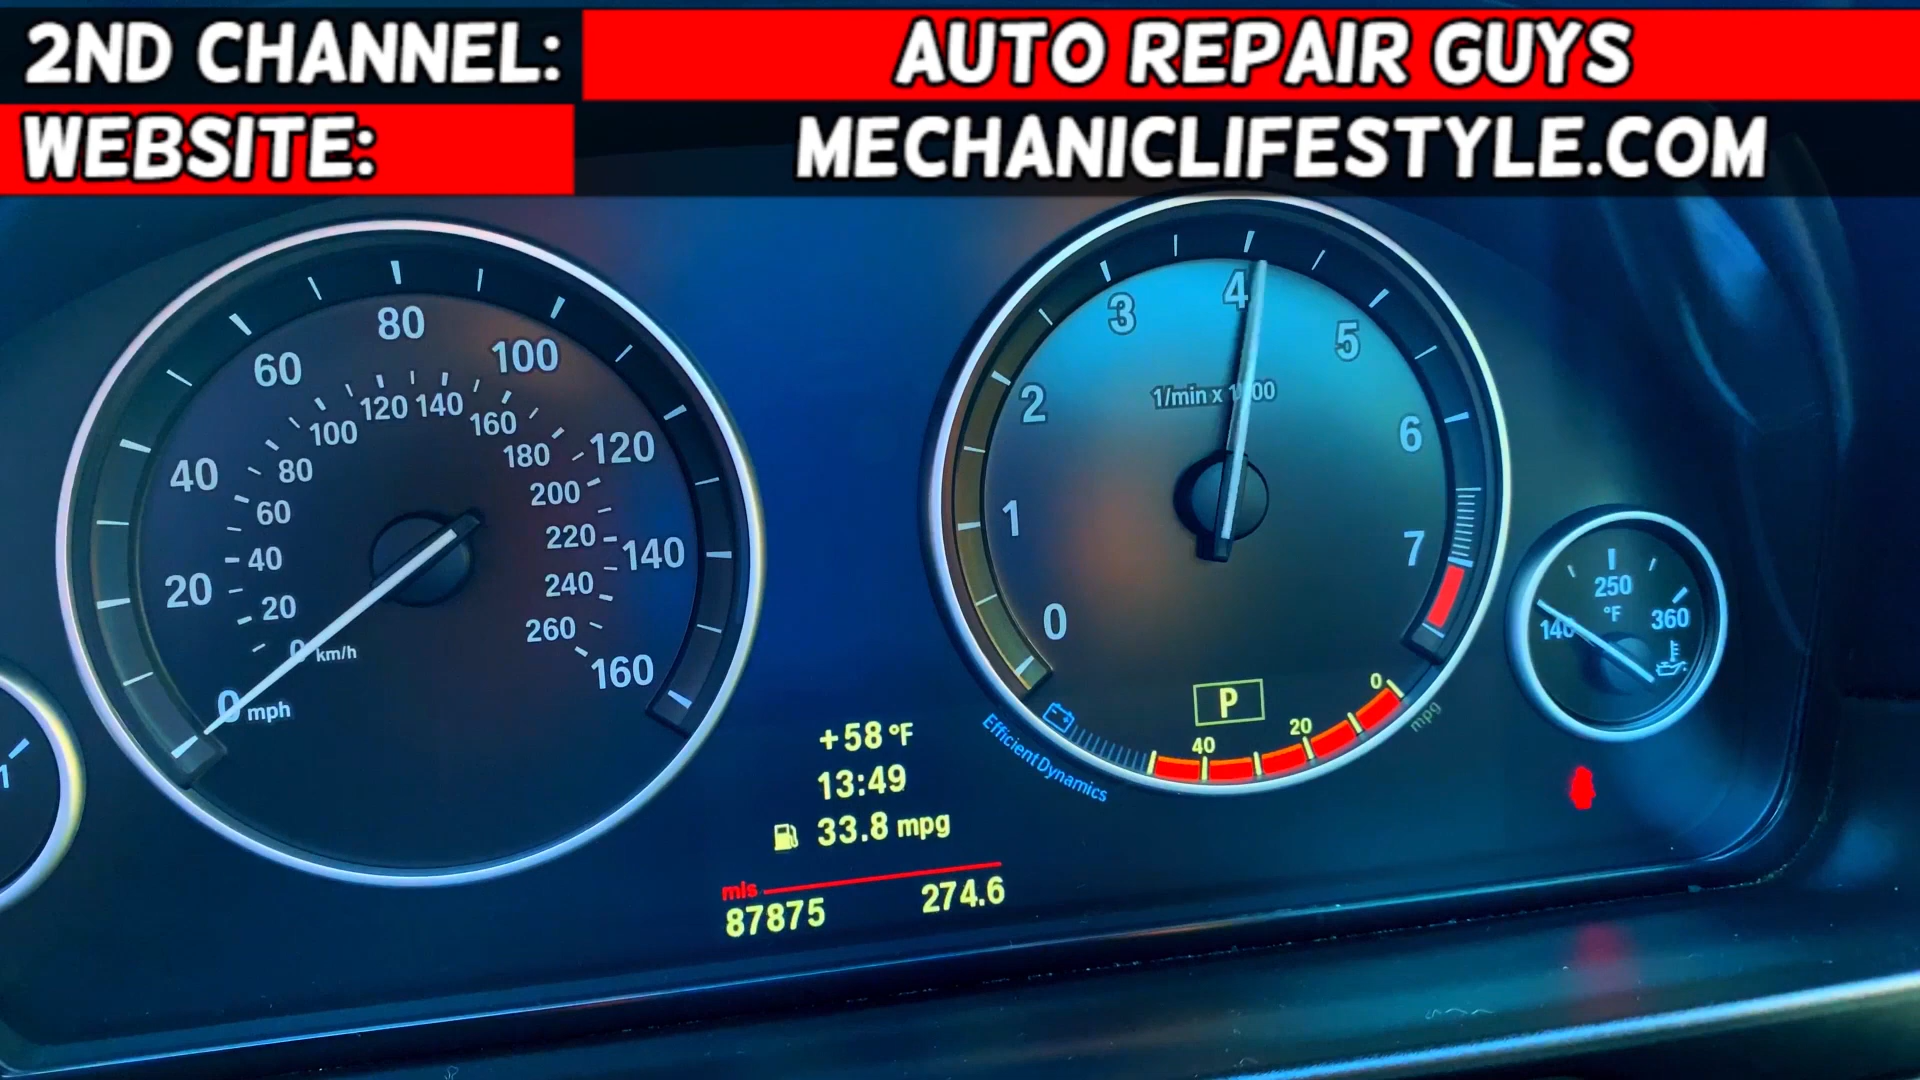 2ND CHANNEL: AUTO REPAIR GUYS
WEBSITE: MECHANICLIFESTYLE.COM
0 20 40 60 80 100 120 140 160
mph
0 20 40 60 80 100 120 140 160 180 200 220 240 260
km/h
0 1 2 3 4 5 6 7
1/min x
P
40 20 0
mpg
EfficientDynamics
140 250 360
°F
1
+58 °F
13:49
33.8 mpg
mls
87875 274.6